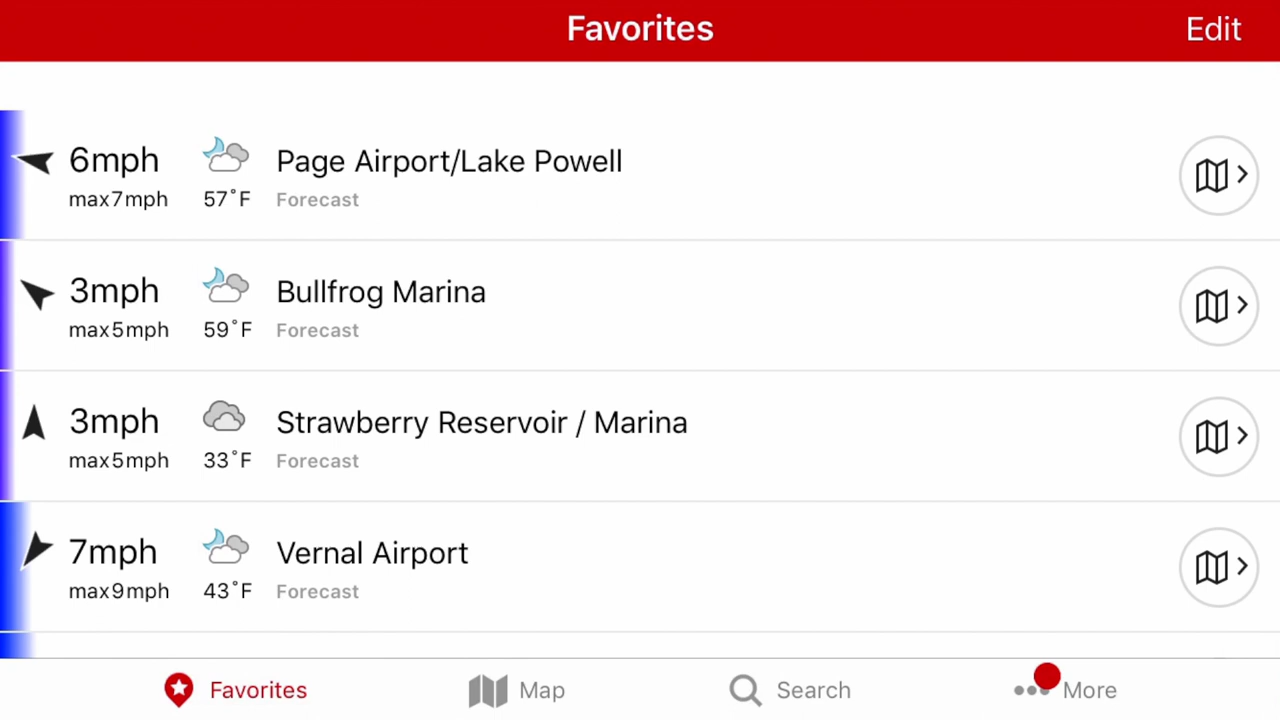 Favorites Edit
6mph Page Airport/Lake Powell
max7mph 57°F Forecast
3mph Bullfrog Marina
max5mph 59°F Forecast
3mph Strawberry Reservoir / Marina
max5mph 33°F Forecast
7mph Vernal Airport
max9mph 43°F Forecast
Favorites Map Search More